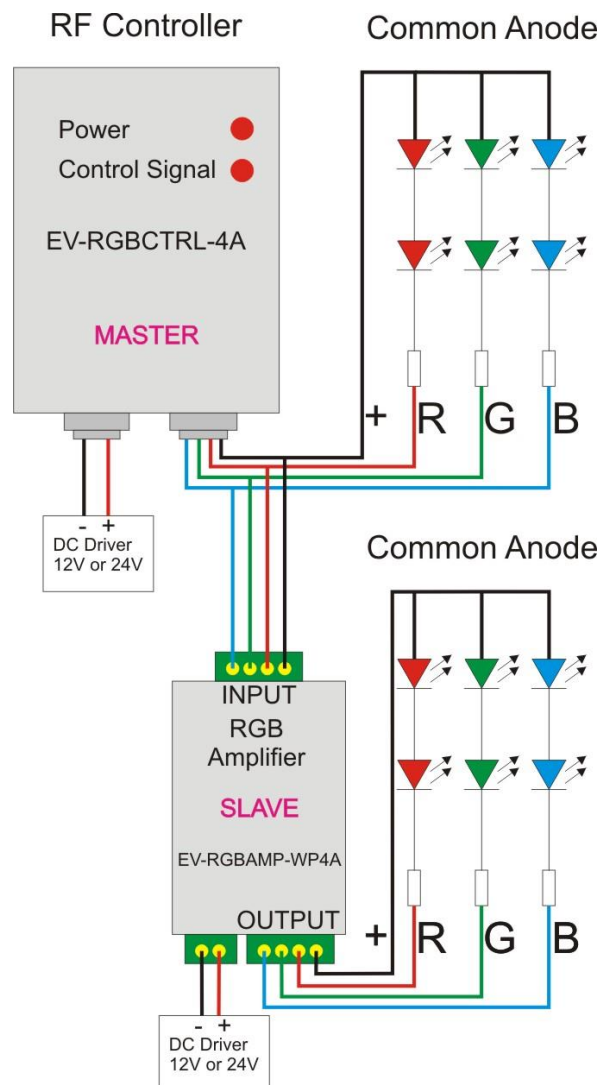 RF Controller
Common Anode
Power
Control Signal
EV-RGBCTRL-4A
MASTER
+ R G B
- +
DC Driver
12V or 24V
Common Anode
INPUT
RGB
Amplifier
SLAVE
EV-RGBAMP-WP4A
OUTPUT
+ R G B
- +
DC Driver
12V or 24V